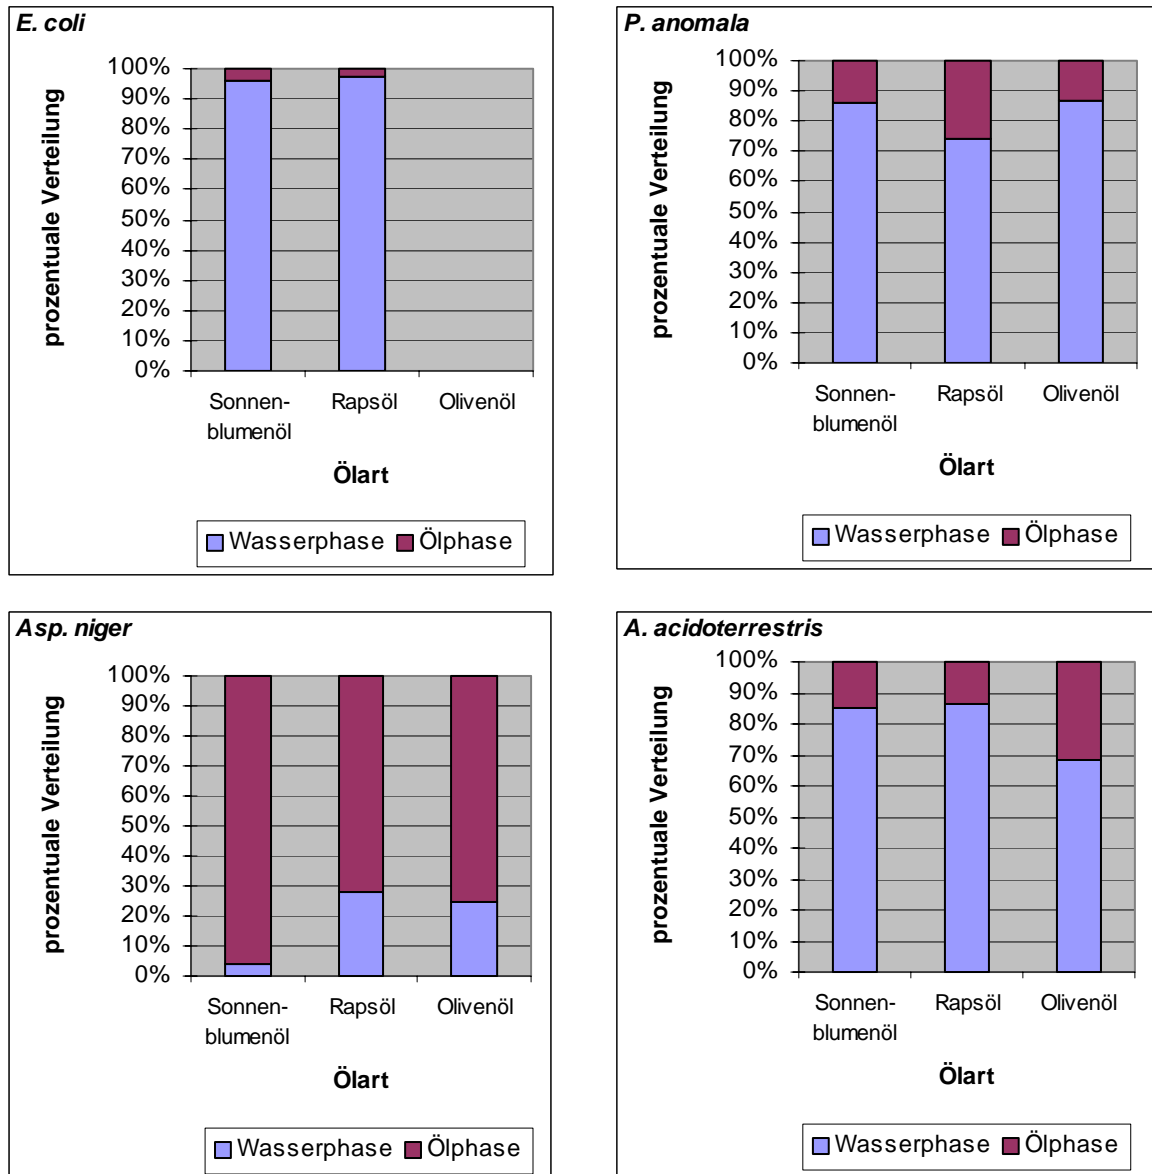 E. coli
prozentuale Verteilung
100%
90%
80%
70%
60%
50%
40%
30%
20%
10%
0%
Sonnen-
blumenöl
Rapsöl
Olivenöl
Ölart
Wasserphase Ölphase
P. anomala
prozentuale Verteilung
100%
90%
80%
70%
60%
50%
40%
30%
20%
10%
0%
Sonnen-
blumenöl
Rapsöl
Olivenöl
Ölart
Wasserphase Ölphase
Asp. niger
prozentuale Verteilung
100%
90%
80%
70%
60%
50%
40%
30%
20%
10%
0%
Sonnen-
blumenöl
Rapsöl
Olivenöl
Ölart
Wasserphase Ölphase
A. acidoterrestris
prozentuale Verteilung
100%
90%
80%
70%
60%
50%
40%
30%
20%
10%
0%
Sonnen-
blumenöl
Rapsöl
Olivenöl
Ölart
Wasserphase Ölphase